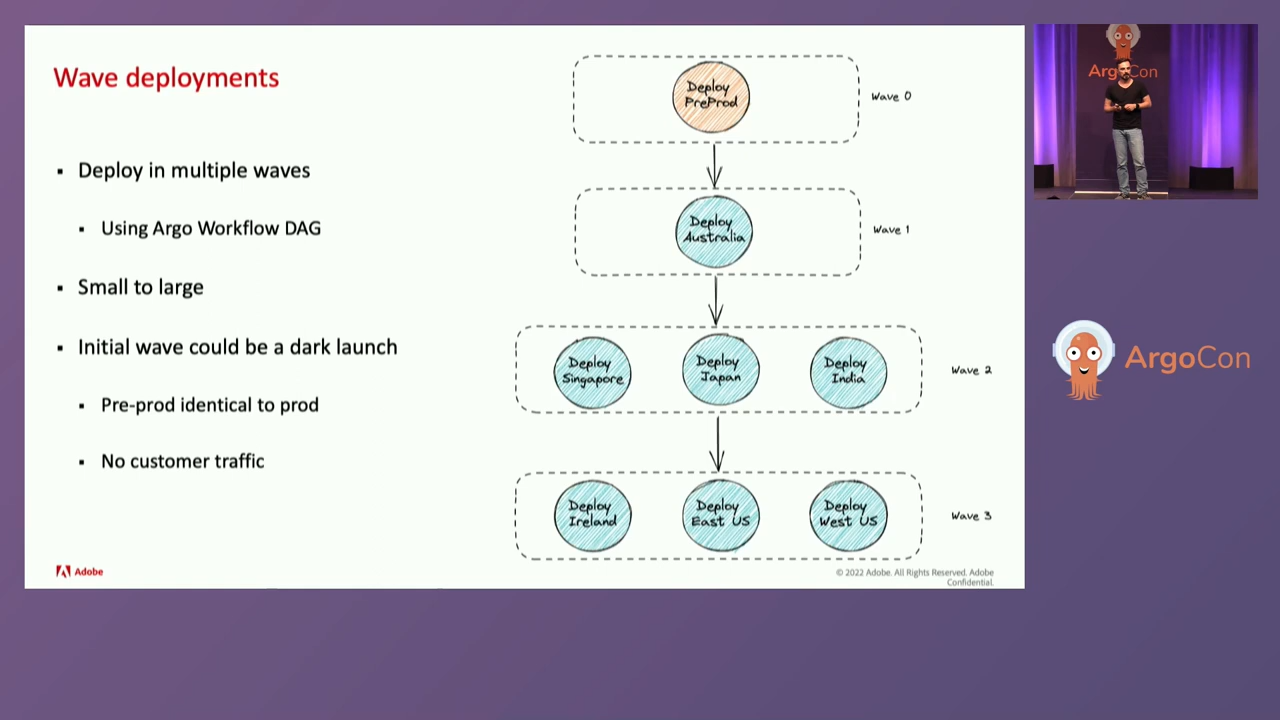 Wave deployments
▪ Deploy in multiple waves
▪ Using Argo Workflow DAG
▪ Small to large
▪ Initial wave could be a dark launch
▪ Pre-prod identical to prod
▪ No customer traffic
Deploy
PreProd
Wave 0
Deploy
Australia
Wave 1
Deploy
Singapore
Deploy
Japan
Deploy
India
Wave 2
Deploy
Ireland
Deploy
East US
Deploy
West US
Wave 3
Adobe
© 2022 Adobe. All Rights Reserved. Adobe
Confidential.
ArgoCon
ArgoCon